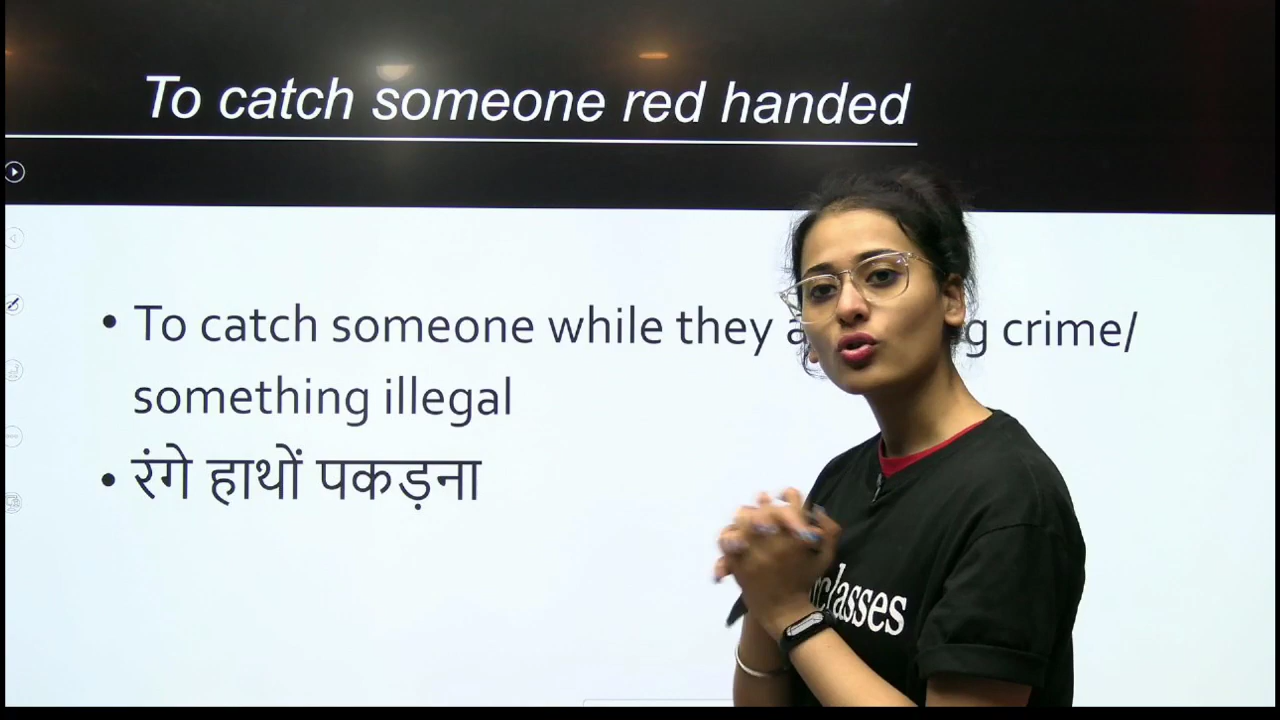 To catch someone red handed
• To catch someone while they crime/
something illegal
• रंगे हाथों पकड़ना
classes